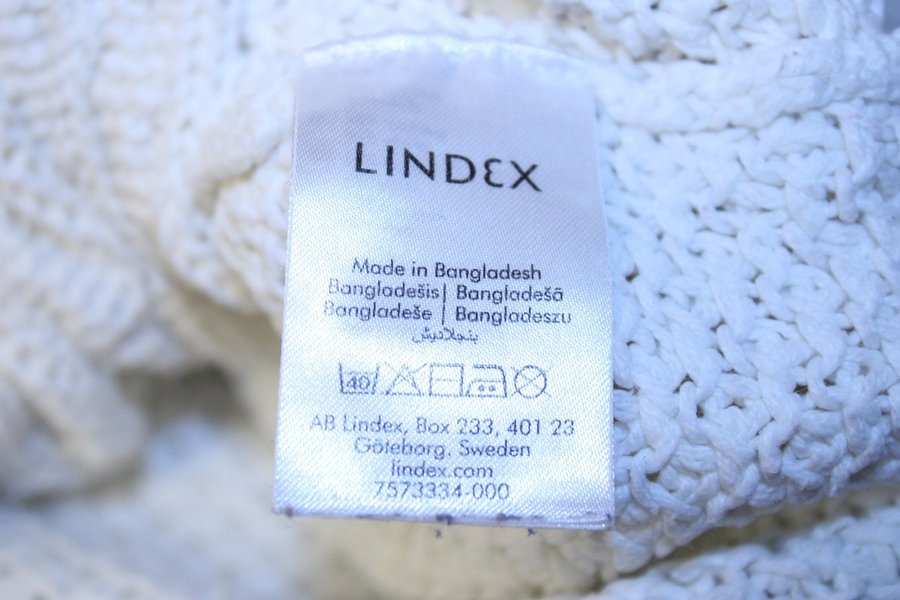 LINDEX
Made in Bangladesh
Bangladešis| Bangladešā
Bangladeše | Bangladeszu
بنجلاديش
40
AB Lindex, Box 233, 401 23
Göteborg, Sweden
lindex.com
7573334-000